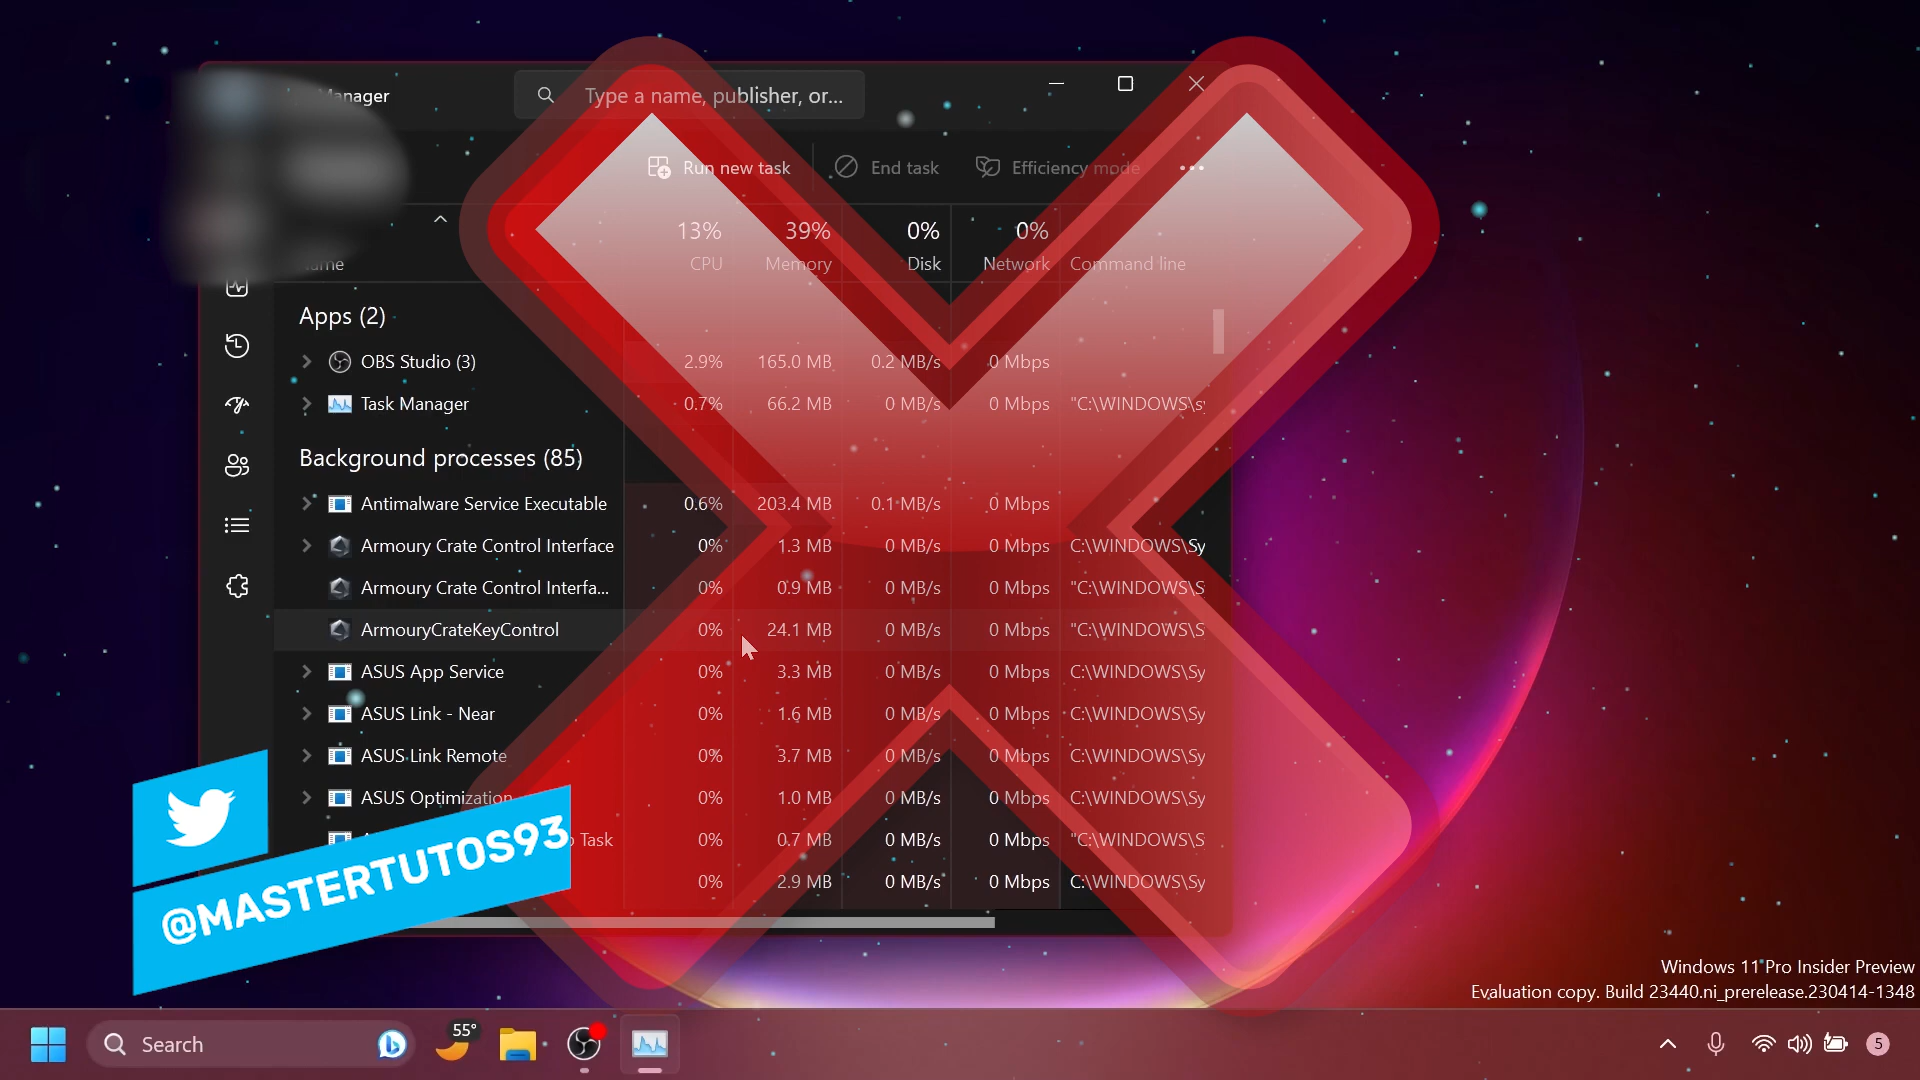 Manager
Type a name, publisher, or...
Run new task
End task
Efficiency mode
13% 39% 0% 0%
CPU Memory Disk Network Command line
Apps (2)
OBS Studio (3) 2.9% 165.0 MB 0.2 MB/s 0 Mbps
Task Manager 0.7% 66.2 MB 0 MB/s 0 Mbps "C:\WINDOWS\sy
Background processes (85)
Antimalware Service Executable 0.6% 203.4 MB 0.1 MB/s 0 Mbps
Armoury Crate Control Interface 0% 1.3 MB 0 MB/s 0 Mbps C:\WINDOWS\Sy
Armoury Crate Control Interfa... 0% 0.9 MB 0 MB/s 0 Mbps "C:\WINDOWS\S
ArmouryCrateKeyControl 0% 24.1 MB 0 MB/s 0 Mbps "C:\WINDOWS\S
ASUS App Service 0% 3.3 MB 0 MB/s 0 Mbps C:\WINDOWS\Sy
ASUS Link - Near 0% 1.6 MB 0 MB/s 0 Mbps C:\WINDOWS\Sy
ASUS Link Remote 0% 3.7 MB 0 MB/s 0 Mbps C:\WINDOWS\Sy
ASUS Optimization 0% 1.0 MB 0 MB/s 0 Mbps C:\WINDOWS\Sy
Task 0% 0.7 MB 0 MB/s 0 Mbps "C:\WINDOWS\S
0% 2.9 MB 0 MB/s 0 Mbps C:\WINDOWS\Sy
@MASTERTUTOS93
Windows 11 Pro Insider Preview
Evaluation copy. Build 23440.ni_prerelease.230414-1348
Search
55°
5